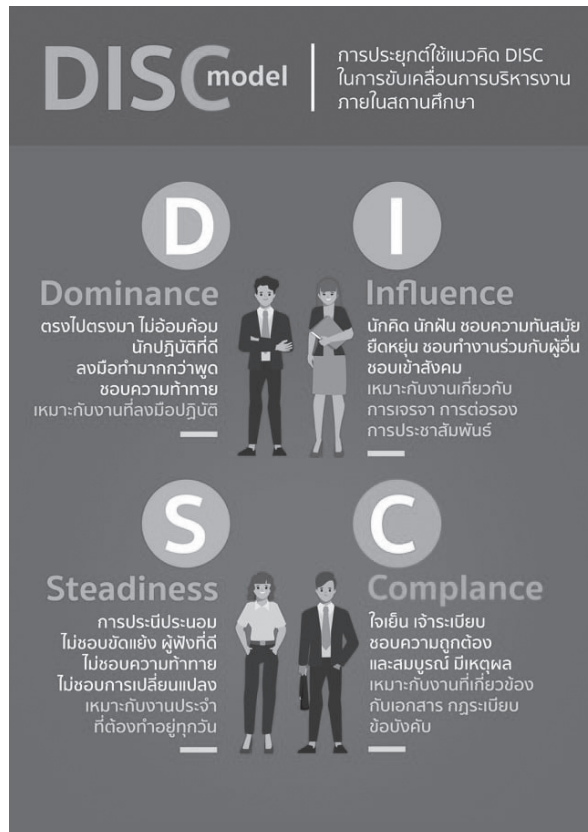 DISC model
การประยุกต์ใช้แนวคิด DISC
ในการขับเคลื่อนการบริหารงาน
ภายในสถานศึกษา
D
Dominance
ตรงไปตรงมา ไม่อ้อมค้อม
นักปฏิบัติที่ดี
ลงมือทำมากกว่าพูด
ชอบความท้าทาย
เหมาะกับงานที่ลงมือปฏิบัติ
I
Influence
นักคิด นักฝัน ชอบความทันสมัย
ยืดหยุ่น ชอบทำงานร่วมกับผู้อื่น
ชอบเข้าสังคม
เหมาะกับงานเกี่ยวกับ
การเจรจา การต่อรอง
การประชาสัมพันธ์
S
Steadiness
การประนีประนอม
ไม่ชอบขัดแย้ง ผู้ฟังที่ดี
ไม่ชอบความท้าทาย
ไม่ชอบการเปลี่ยนแปลง
เหมาะกับงานประจำ
ที่ต้องทำอยู่ทุกวัน
C
Complance
ใจเย็น เจ้าระเบียบ
ชอบความถูกต้อง
และสมบูรณ์ มีเหตุผล
เหมาะกับงานที่เกี่ยวข้อง
กับเอกสาร กฎระเบียบ
ข้อบังคับ